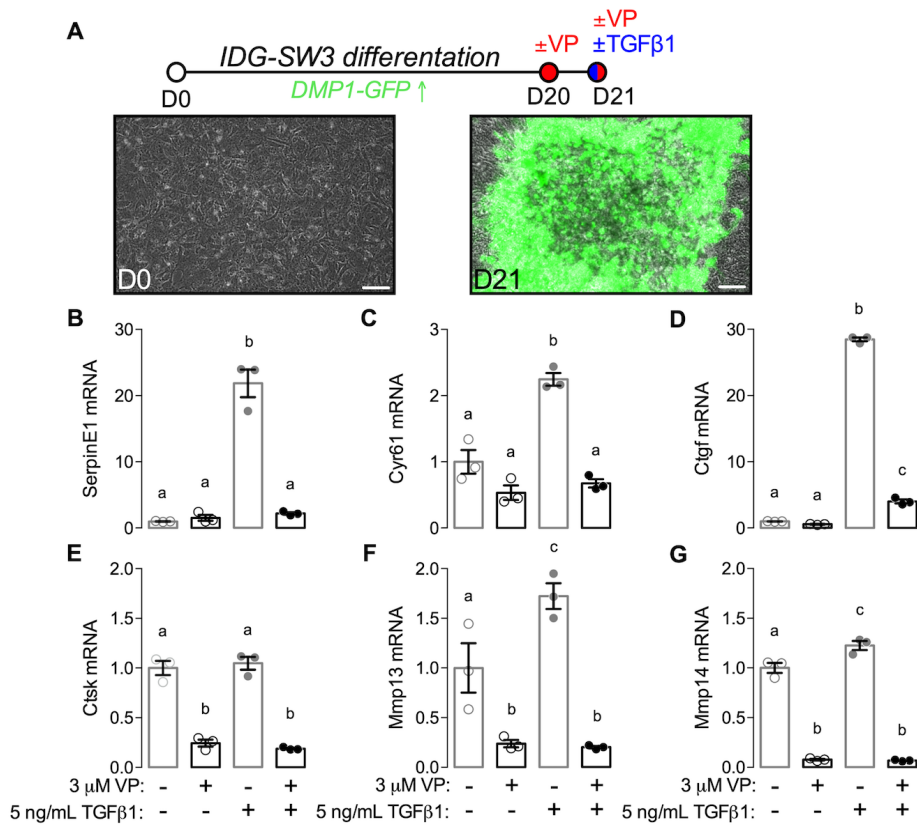 A
±VP
±VP
±TGFβ1
IDG-SW3 differentation
DMP1-GFP ↑
D0
D20
D21
D0
D21
B
SerpinE1 mRNA
30
20
10
0
a
a
b
a
C
Cyr61 mRNA
3
2
1
0
a
a
b
a
D
Ctgf mRNA
30
20
10
0
a
a
b
c
E
Ctsk mRNA
2.0
1.5
1.0
0.5
0.0
a
b
a
b
F
Mmp13 mRNA
2.0
1.5
1.0
0.5
0.0
a
b
c
b
G
Mmp14 mRNA
2.0
1.5
1.0
0.5
0.0
a
b
c
b
3 μM VP: - + - +
5 ng/mL TGFβ1: - - + +
3 μM VP: - + - +
5 ng/mL TGFβ1: - - + +
3 μM VP: - + - +
5 ng/mL TGFβ1: - - + +